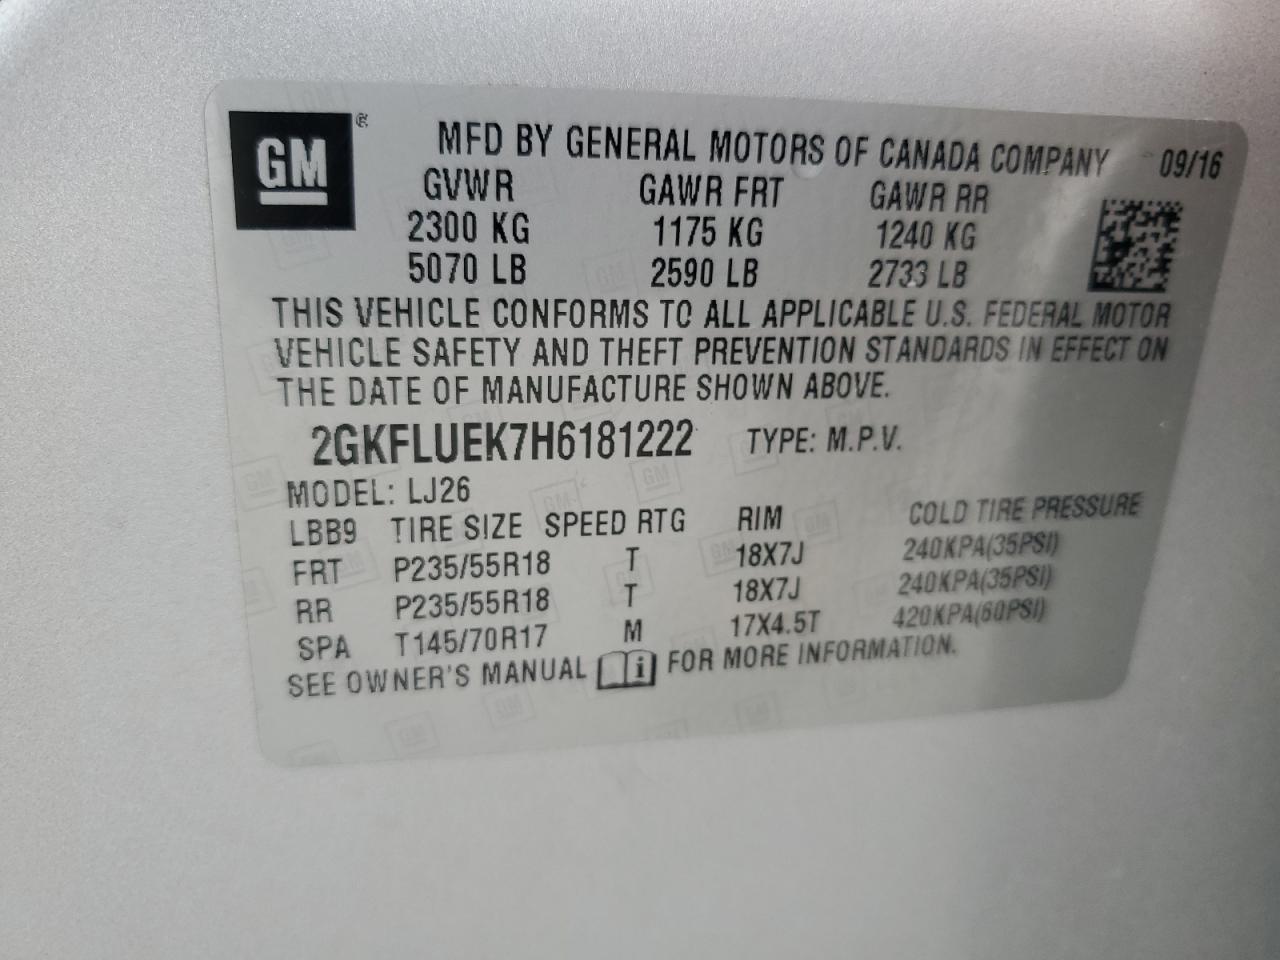 GM ®
MFD BY GENERAL MOTORS OF CANADA COMPANY 09/16
GVWR GAWR FRT GAWR RR
2300 KG 1175 KG 1240 KG
5070 LB 2590 LB 2733 LB
THIS VEHICLE CONFORMS TO ALL APPLICABLE U.S. FEDERAL MOTOR
VEHICLE SAFETY AND THEFT PREVENTION STANDARDS IN EFFECT ON
THE DATE OF MANUFACTURE SHOWN ABOVE.
2GKFLUEK7H6181222 TYPE: M.P.V.
MODEL: LJ26
LBB9 TIRE SIZE SPEED RTG RIM COLD TIRE PRESSURE
FRT P235/55R18 T 18X7J 240KPA(35PSI)
RR P235/55R18 T 18X7J 240KPA(35PSI)
SPA T145/70R17 M 17X4.5T 420KPA(60PSI)
SEE OWNER'S MANUAL i FOR MORE INFORMATION.